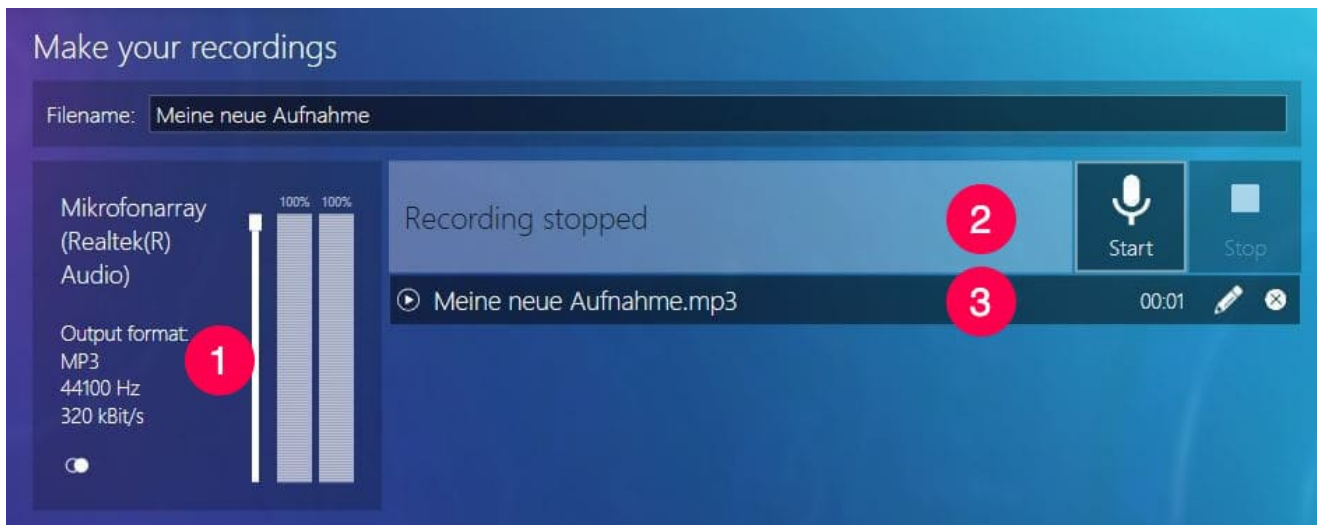 Make your recordings
Filename: Meine neue Aufnahme
Mikrofonarray
(Realtek(R)
Audio)
100% 100%
Output format:
MP3
44100 Hz
320 kBit/s
1
Recording stopped
2
Start
Stop
Meine neue Aufnahme.mp3
3
00:01